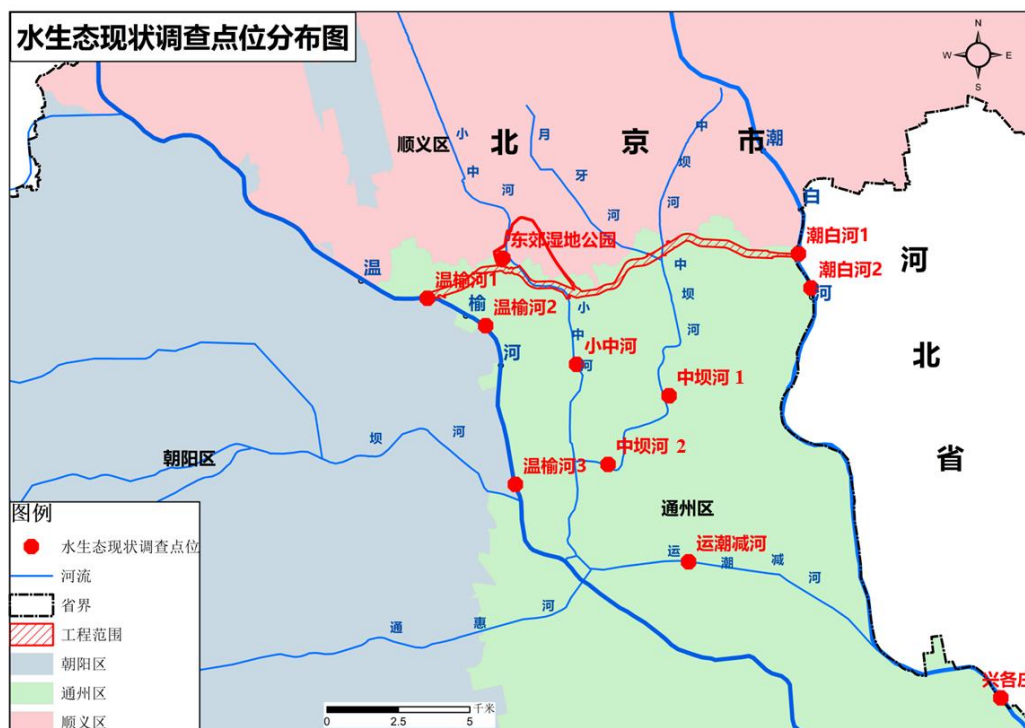 水生态现状调查点位分布图
N
W E
S
北京市
顺义区
小中河
月牙河
中坝河
潮白河
东郊湿地公园
潮白河1
潮白河2
河北省
温榆河
温榆河1
温榆河2
小中河
小中河
中坝河
中坝河 1
中坝河 2
坝河
朝阳区
温榆河3
通州区
运潮减河
运潮减河
通惠河
兴各庄
图例
水生态现状调查点位
河流
省界
工程范围
朝阳区
通州区
顺义区
千米
0 2.5 5